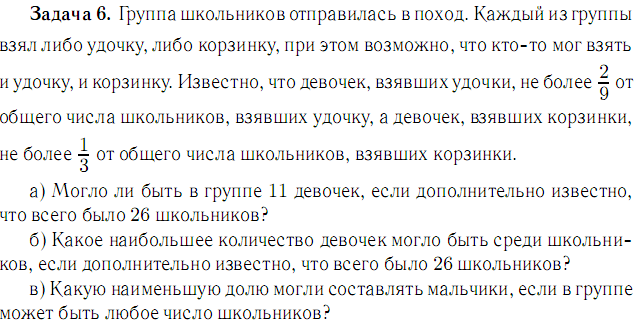 Задача 6. Группа школьников отправилась в поход. Каждый из группы
взял либо удочку, либо корзинку, при этом возможно, что кто-то мог взять
и удочку, и корзинку. Известно, что девочек, взявших удочки, не более 2/9 от
общего числа школьников, взявших удочку, а девочек, взявших корзинки,
не более 1/3 от общего числа школьников, взявших корзинки.
а) Могло ли быть в группе 11 девочек, если дополнительно известно,
что всего было 26 школьников?
б) Какое наибольшее количество девочек могло быть среди школьни-
ков, если дополнительно известно, что всего было 26 школьников?
в) Какую наименьшую долю могли составлять мальчики, если в группе
может быть любое число школьников?